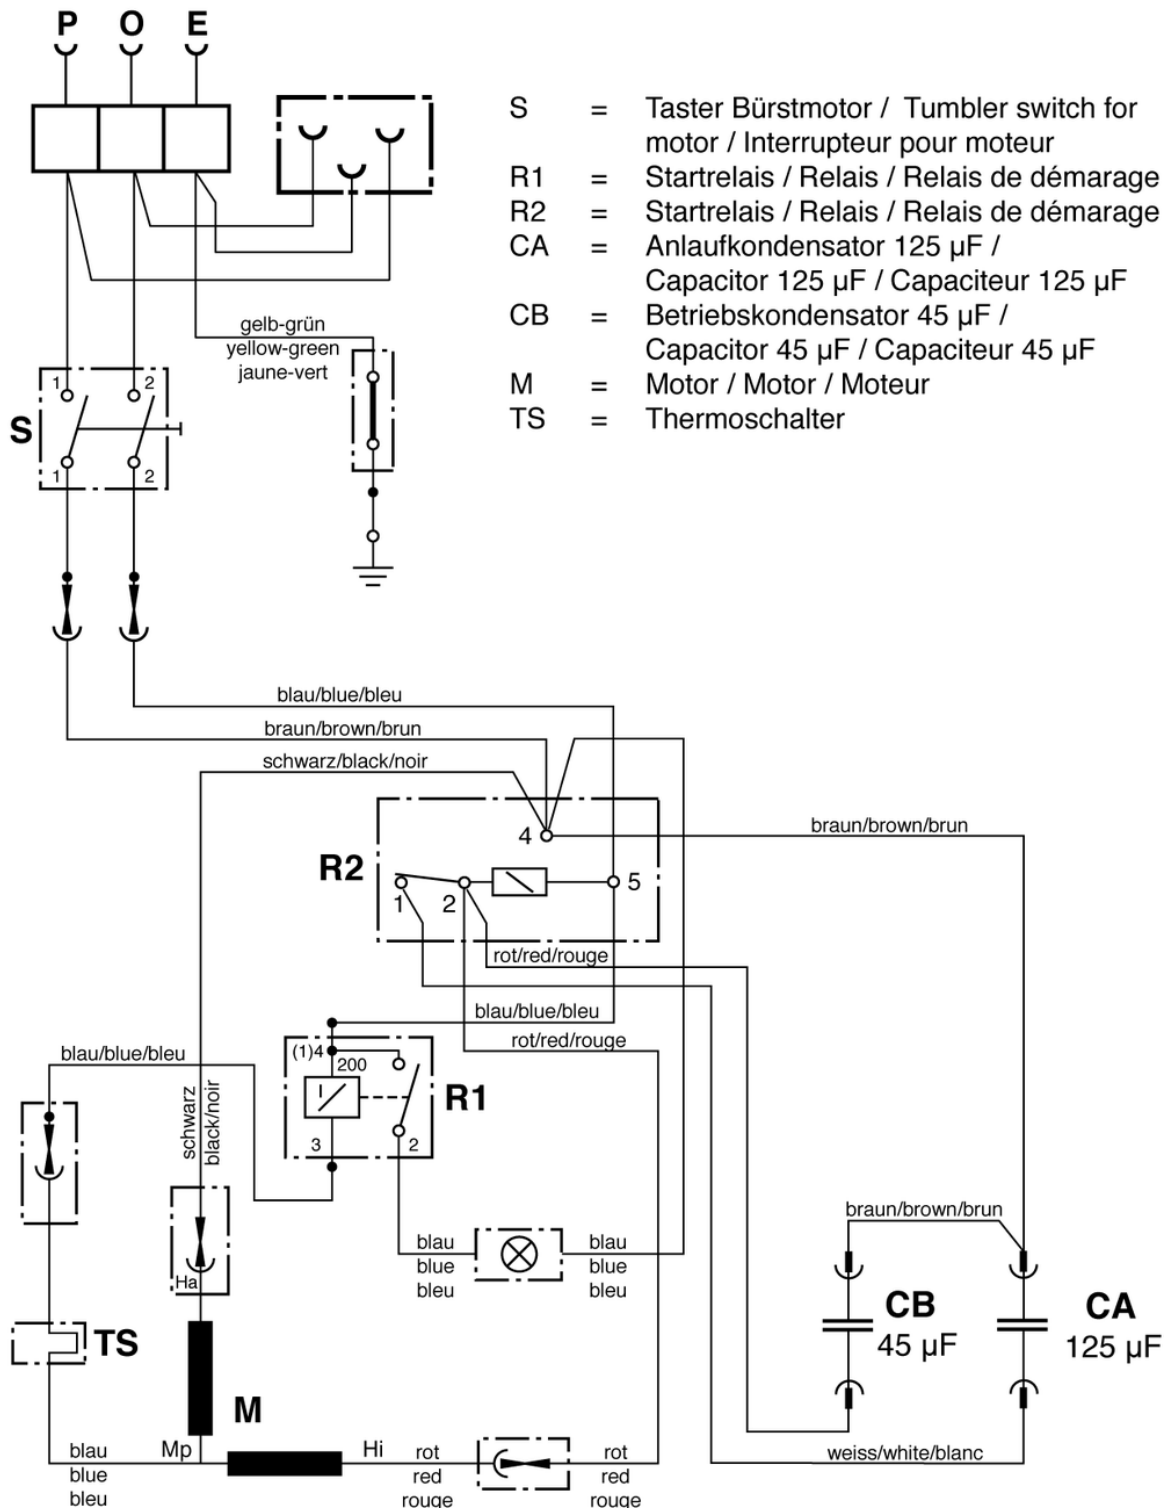 P O E
S = Taster Bürstmotor / Tumbler switch for
motor / Interrupteur pour moteur
R1 = Startrelais / Relais / Relais de démarage
R2 = Startrelais / Relais / Relais de démarage
CA = Anlaufkondensator 125 µF /
Capacitor 125 µF / Capaciteur 125 µF
CB = Betriebskondensator 45 µF /
Capacitor 45 µF / Capaciteur 45 µF
M = Motor / Motor / Moteur
TS = Thermoschalter
gelb-grün
yellow-green
jaune-vert
1 2
S
1 2
blau/blue/bleu
braun/brown/brun
schwarz/black/noir
4
braun/brown/brun
R2
5
1 2
rot/red/rouge
blau/blue/bleu
rot/red/rouge
(1)4
200
blau/blue/bleu
R1
schwarz
black/noir
3 2
braun/brown/brun
blau
blue
bleu
blau
blue
bleu
Ha
TS
CB
45 µF
CA
125 µF
M
Mp Hi
blau
blue
bleu
rot
red
rouge
rot
red
rouge
weiss/white/blanc